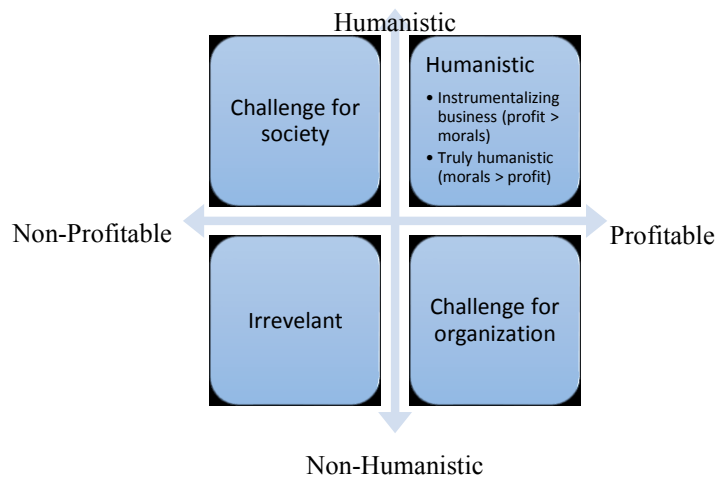 Humanistic
Challenge for
society
Humanistic
• Instrumentalizing
business (profit >
morals)
• Truly humanistic
(morals > profit)
Non-Profitable
Profitable
Irrevelant
Challenge for
organization
Non-Humanistic